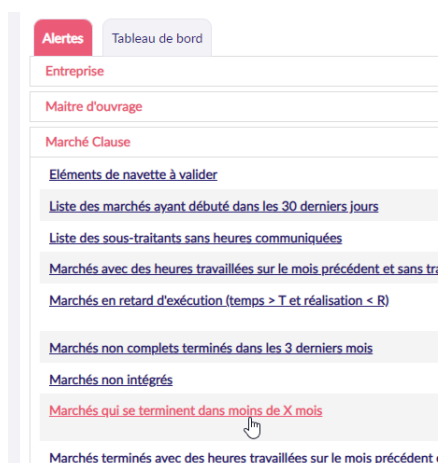 Alertes
Tableau de bord
Entreprise
Maitre d'ouvrage
Marché Clause
Eléments de navette à valider
Liste des marchés ayant débuté dans les 30 derniers jours
Liste des sous-traitants sans heures communiquées
Marchés avec des heures travaillées sur le mois précédent et sans
Marchés en retard d'exécution (temps > T et réalisation < R)
Marchés non complets terminés dans les 3 derniers mois
Marchés non intégrés
Marchés qui se terminent dans moins de X mois
Marchés terminés avec des heures travaillées sur le mois précédent